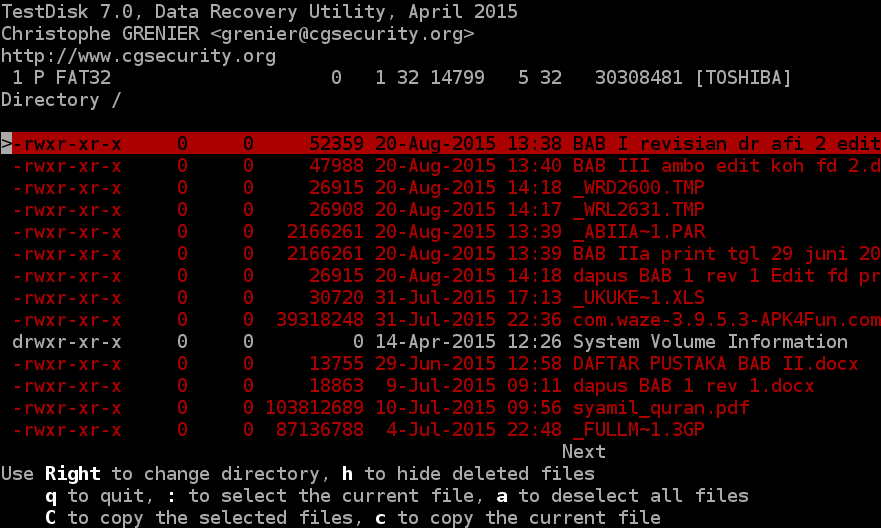 TestDisk 7.0, Data Recovery Utility, April 2015
Christophe GRENIER <grenier@cgsecurity.org>
http://www.cgsecurity.org
1 P FAT32 0 1 32 14799 5 32 30308481 [TOSHIBA]
Directory /
>-rwxr-xr-x 0 0 52359 20-Aug-2015 13:38 BAB I revisian dr afi 2 edit
-rwxr-xr-x 0 0 47988 20-Aug-2015 13:40 BAB III ambo edit koh fd 2.d
-rwxr-xr-x 0 0 26915 20-Aug-2015 14:18 _WRD2600.TMP
-rwxr-xr-x 0 0 26908 20-Aug-2015 14:17 _WRL2631.TMP
-rwxr-xr-x 0 0 2166261 20-Aug-2015 13:39 _ABIIA~1.PAR
-rwxr-xr-x 0 0 2166261 20-Aug-2015 13:39 BAB IIa print tgl 29 juni 20
-rwxr-xr-x 0 0 26915 20-Aug-2015 14:18 dapus BAB 1 rev 1 Edit fd pr
-rwxr-xr-x 0 0 30720 31-Jul-2015 17:13 _UKUKE~1.XLS
-rwxr-xr-x 0 0 39318248 31-Jul-2015 22:36 com.waze-3.9.5.3-APK4Fun.com
drwxr-xr-x 0 0 0 14-Apr-2015 12:26 System Volume Information
-rwxr-xr-x 0 0 13755 29-Jun-2015 12:58 DAFTAR PUSTAKA BAB II.docx
-rwxr-xr-x 0 0 18863 9-Jul-2015 09:11 dapus BAB 1 rev 1.docx
-rwxr-xr-x 0 0 103812689 10-Jul-2015 09:56 syamil_quran.pdf
-rwxr-xr-x 0 0 87136788 4-Jul-2015 22:48 _FULLM~1.3GP
Next
Use Right to change directory, h to hide deleted files
q to quit, : to select the current file, a to deselect all files
C to copy the selected files, c to copy the current file